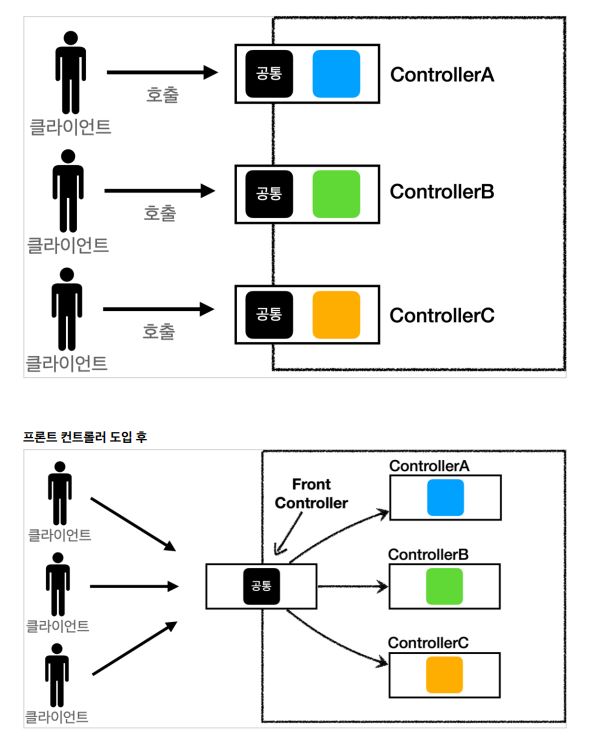 공통
ControllerA
호출
클라이언트
공통
ControllerB
호출
클라이언트
공통
ControllerC
호출
클라이언트
프론트 컨트롤러 도입 후
ControllerA
Front
Controller
클라이언트
ControllerB
공통
클라이언트
ControllerC
클라이언트